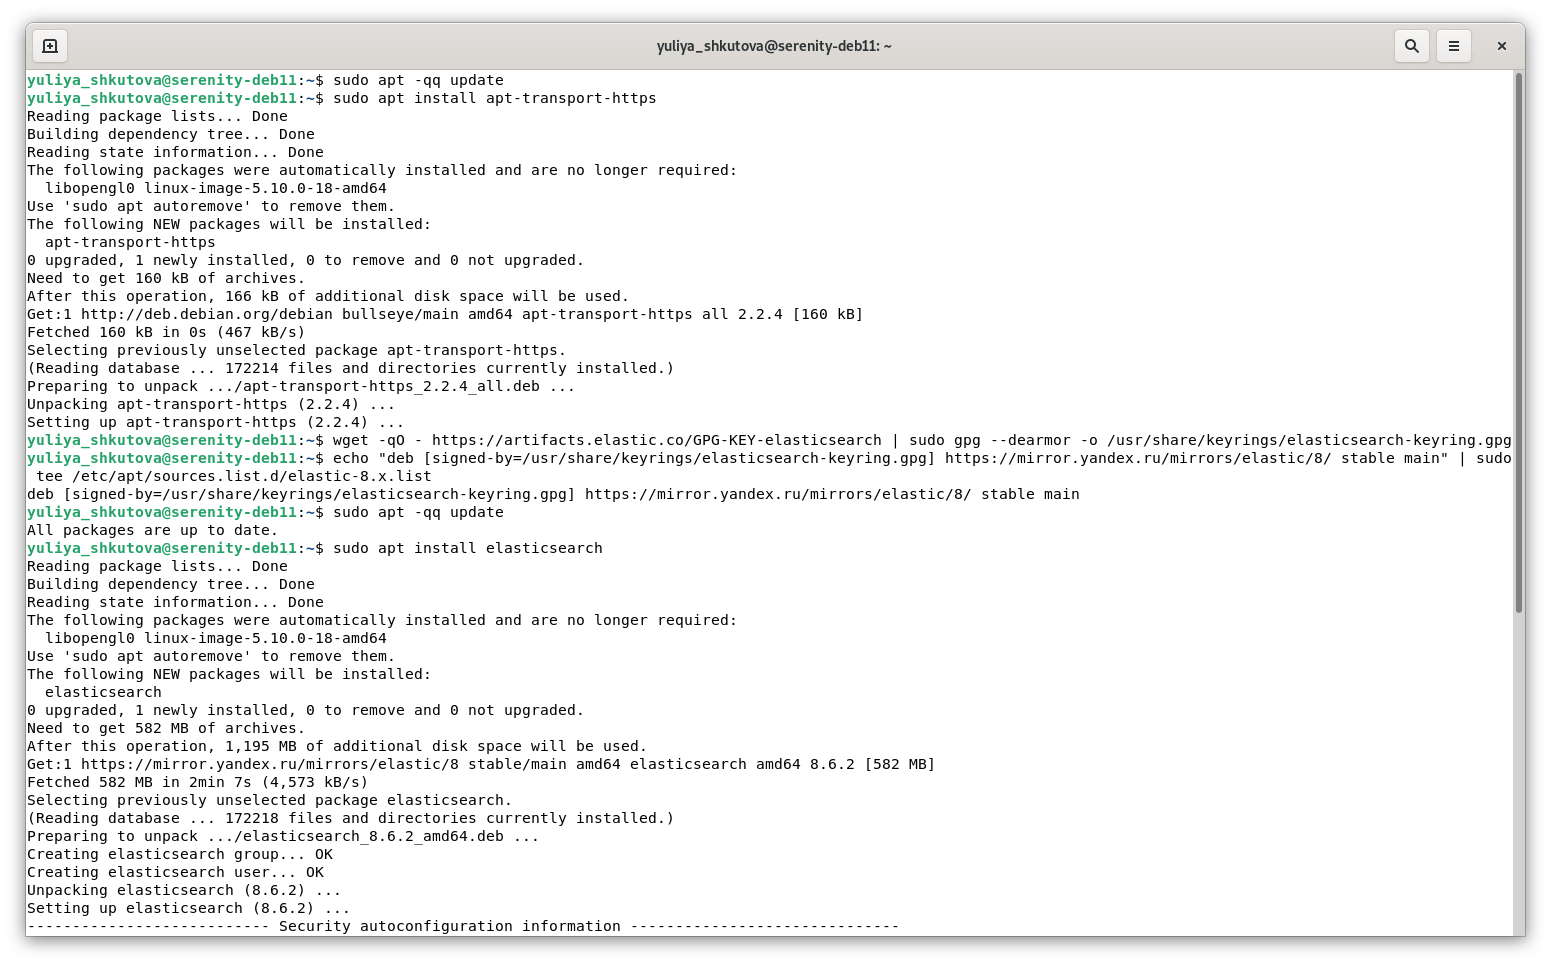 yuliya_shkutova@serenity-deb11: ~
yuliya_shkutova@serenity-deb11:~$ sudo apt -qq update
yuliya_shkutova@serenity-deb11:~$ sudo apt install apt-transport-https
Reading package lists... Done
Building dependency tree... Done
Reading state information... Done
The following packages were automatically installed and are no longer required:
  libopengl0 linux-image-5.10.0-18-amd64
Use 'sudo apt autoremove' to remove them.
The following NEW packages will be installed:
  apt-transport-https
0 upgraded, 1 newly installed, 0 to remove and 0 not upgraded.
Need to get 160 kB of archives.
After this operation, 166 kB of additional disk space will be used.
Get:1 http://deb.debian.org/debian bullseye/main amd64 apt-transport-https all 2.2.4 [160 kB]
Fetched 160 kB in 0s (467 kB/s)
Selecting previously unselected package apt-transport-https.
(Reading database ... 172214 files and directories currently installed.)
Preparing to unpack .../apt-transport-https_2.2.4_all.deb ...
Unpacking apt-transport-https (2.2.4) ...
Setting up apt-transport-https (2.2.4) ...
yuliya_shkutova@serenity-deb11:~$ wget -qO - https://artifacts.elastic.co/GPG-KEY-elasticsearch | sudo gpg --dearmor -o /usr/share/keyrings/elasticsearch-keyring.gpg
yuliya_shkutova@serenity-deb11:~$ echo "deb [signed-by=/usr/share/keyrings/elasticsearch-keyring.gpg] https://mirror.yandex.ru/mirrors/elastic/8/ stable main" | sudo
 tee /etc/apt/sources.list.d/elastic-8.x.list
deb [signed-by=/usr/share/keyrings/elasticsearch-keyring.gpg] https://mirror.yandex.ru/mirrors/elastic/8/ stable main
yuliya_shkutova@serenity-deb11:~$ sudo apt -qq update
All packages are up to date.
yuliya_shkutova@serenity-deb11:~$ sudo apt install elasticsearch
Reading package lists... Done
Building dependency tree... Done
Reading state information... Done
The following packages were automatically installed and are no longer required:
  libopengl0 linux-image-5.10.0-18-amd64
Use 'sudo apt autoremove' to remove them.
The following NEW packages will be installed:
  elasticsearch
0 upgraded, 1 newly installed, 0 to remove and 0 not upgraded.
Need to get 582 MB of archives.
After this operation, 1,195 MB of additional disk space will be used.
Get:1 https://mirror.yandex.ru/mirrors/elastic/8 stable/main amd64 elasticsearch amd64 8.6.2 [582 MB]
Fetched 582 MB in 2min 7s (4,573 kB/s)
Selecting previously unselected package elasticsearch.
(Reading database ... 172218 files and directories currently installed.)
Preparing to unpack .../elasticsearch_8.6.2_amd64.deb ...
Creating elasticsearch group... OK
Creating elasticsearch user... OK
Unpacking elasticsearch (8.6.2) ...
Setting up elasticsearch (8.6.2) ...
--------------------------- Security autoconfiguration information ------------------------------